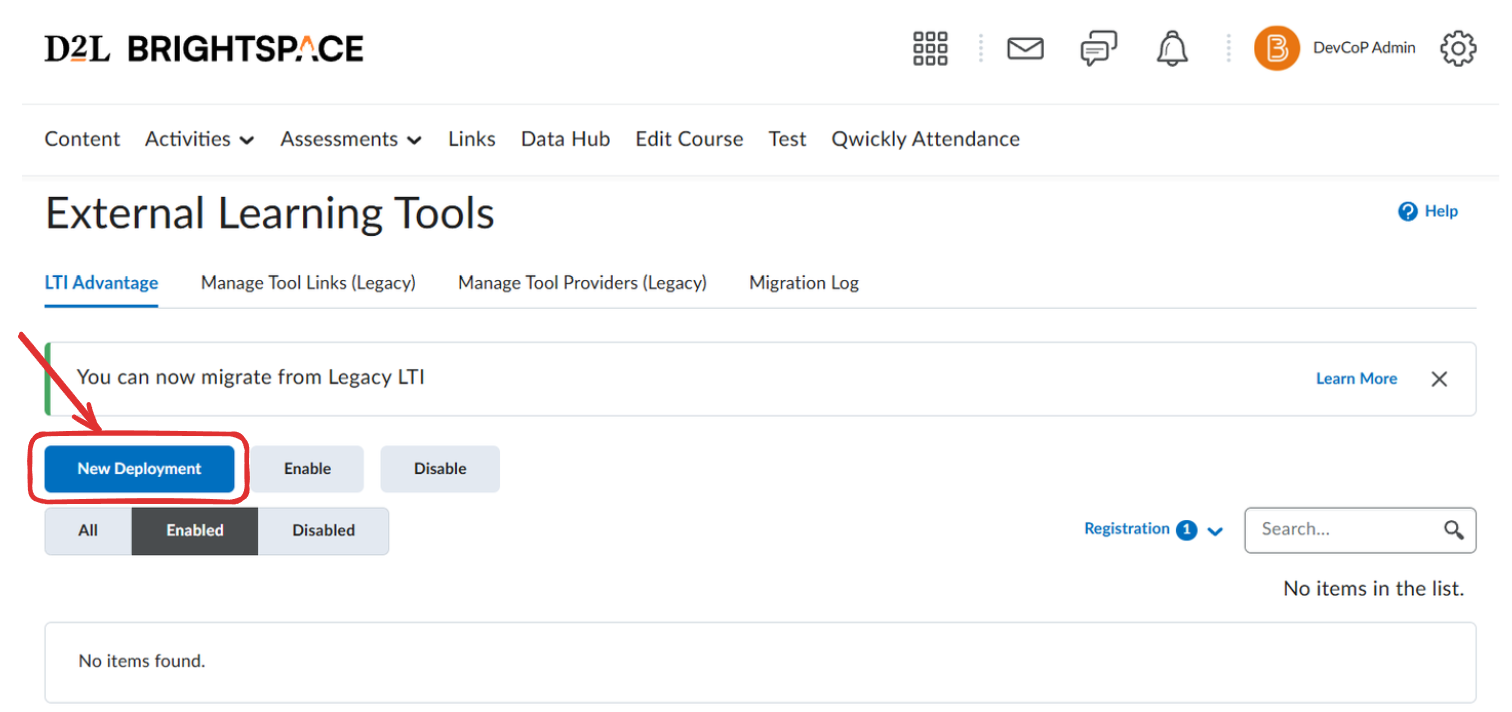 D2L BRIGHTSPACE
DevCoP Admin
Content Activities Assessments Links Data Hub Edit Course Test Qwickly Attendance
External Learning Tools
Help
LTI Advantage Manage Tool Links (Legacy) Manage Tool Providers (Legacy) Migration Log
You can now migrate from Legacy LTI
Learn More
New Deployment Enable Disable
All Enabled Disabled
Registration 1
Search...
No items in the list.
No items found.